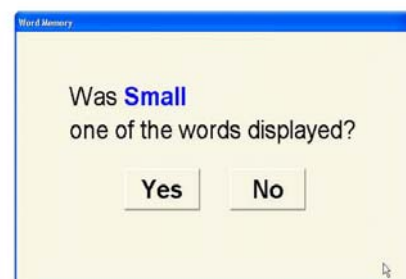 Word Memory
Was Small
one of the words displayed?
Yes No